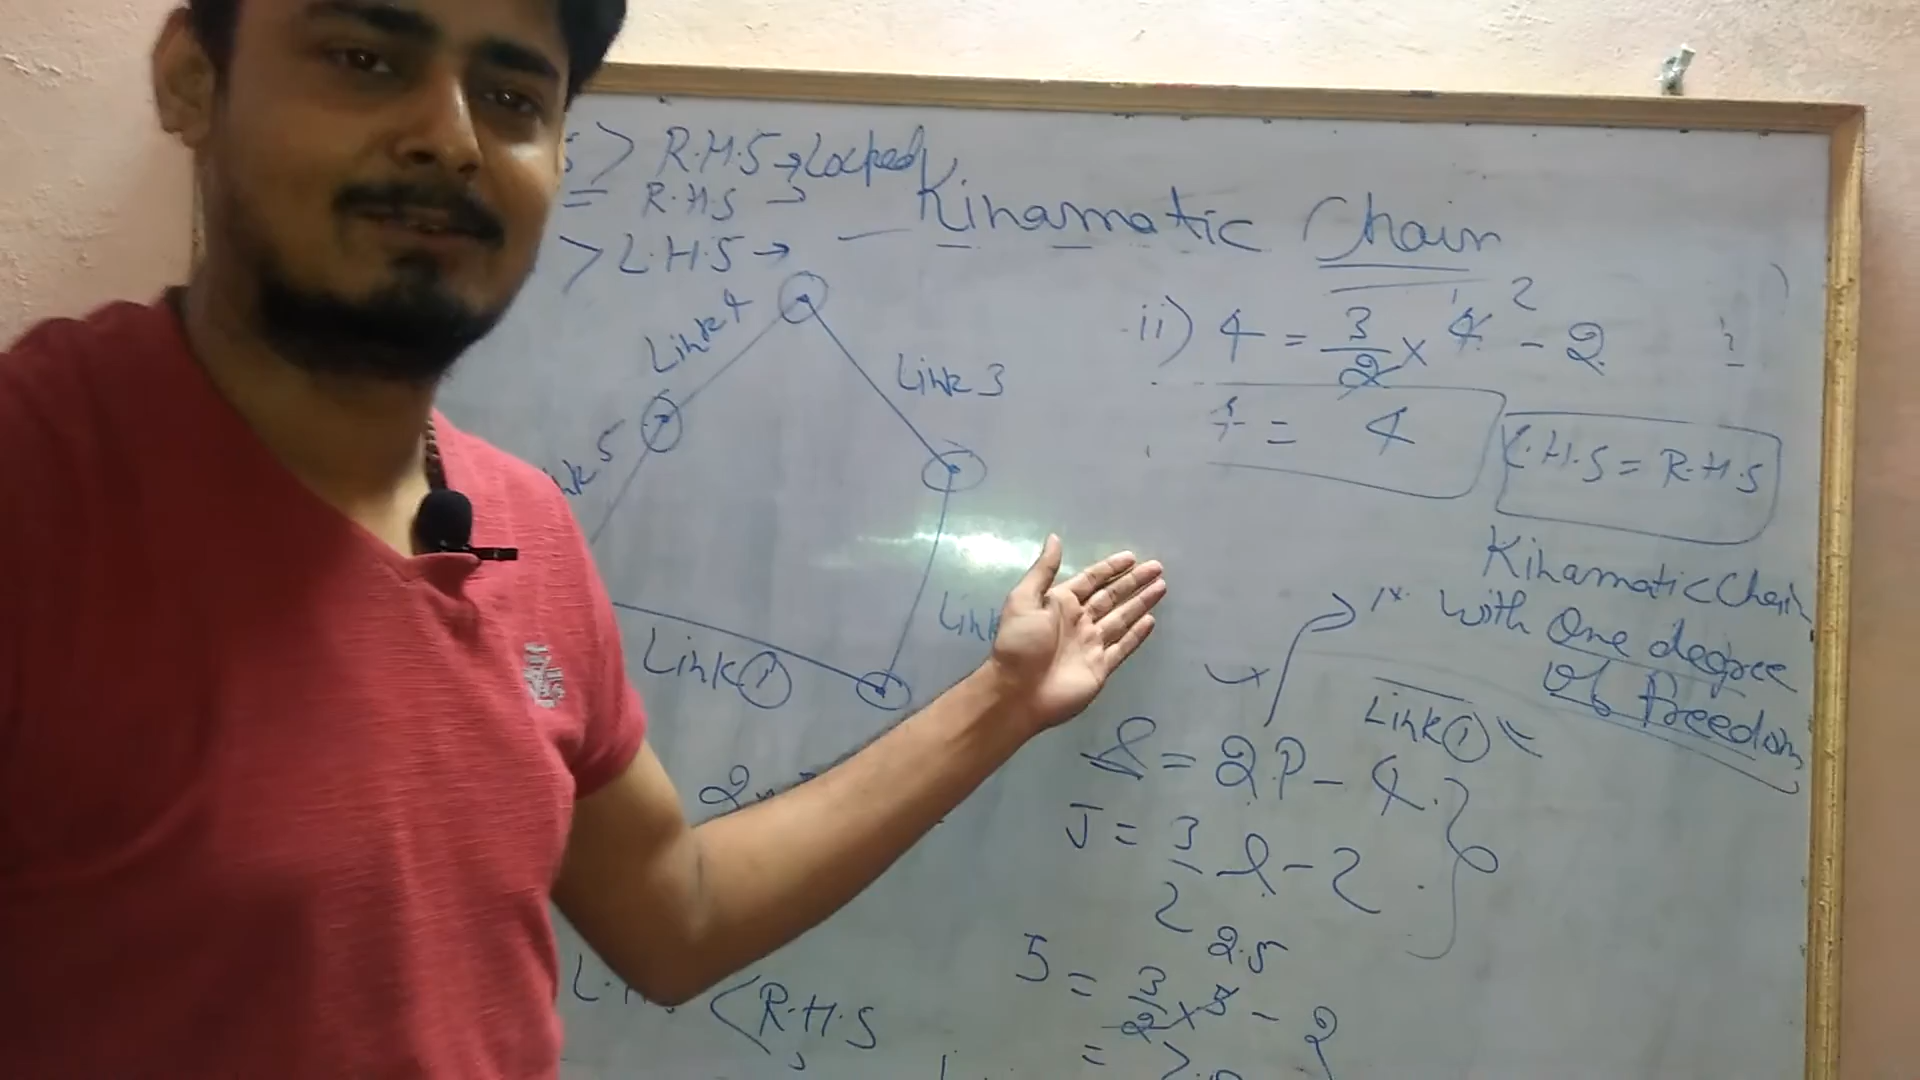 > R.H.S → Locked
= R.H.S →
> L.H.S →
Kinamatic Chain
Link 4
Link 3
5
Link
Link ①
ii) 4 = 3/2 x 4 2 - 2
= 4
L.H.S = R.H.S
Kinamatic Chain
with One degree
Of freedom
Link ①
l = 2P - 4
J = 3/2 l - 2
2.5
5 = 3/2 x 5 - 2
=
< R.H.S